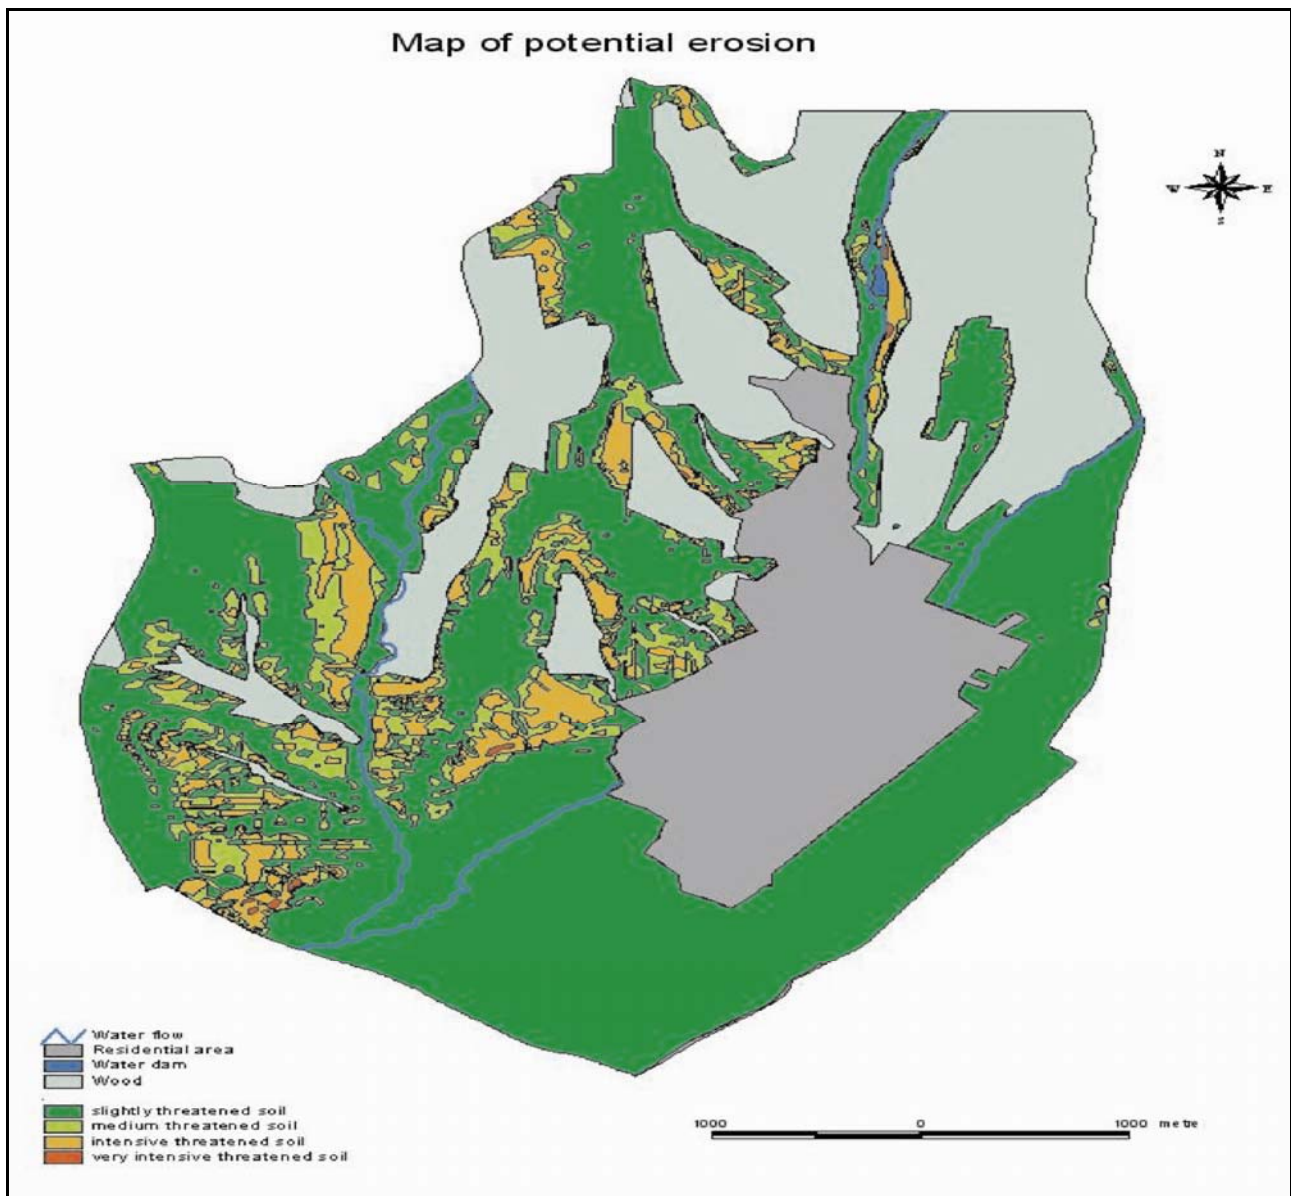 Map of potential erosion
N
W E
S
Water flow
Residential area
Water dam
Wood
slightly threatened soil
medium threatened soil
intensive threatened soil
very intensive threatened soil
1000 0 1000 metre